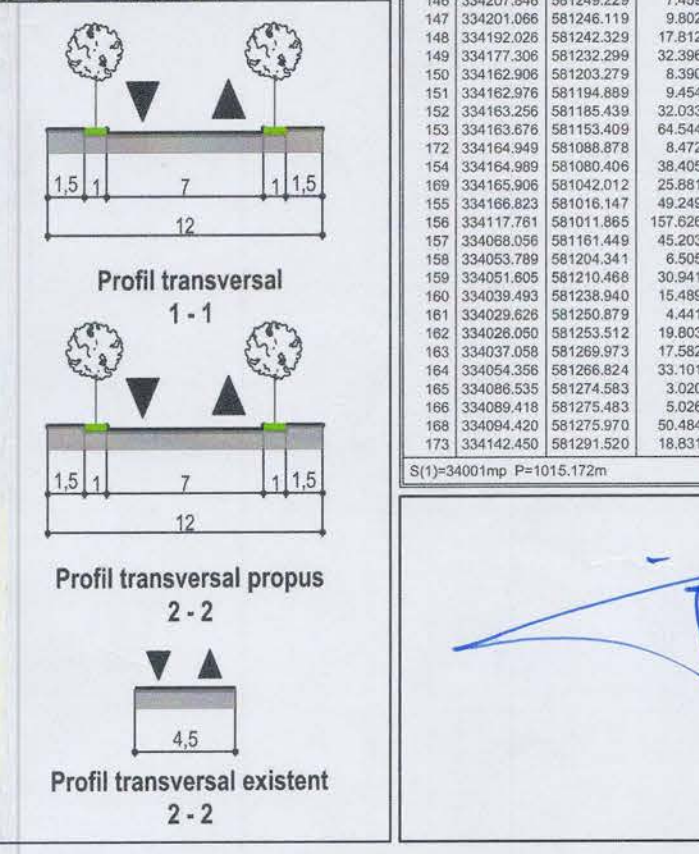 1,5 1 7 1 1,5
12
Profil transversal
1 - 1
1,5 1 7 1 1,5
12
Profil transversal propus
2 - 2
4,5
Profil transversal existent
2 - 2
147 334201.066 581246.119 9.802
148 334192.026 581242.329 17.812
149 334177.306 581232.299 32.396
150 334162.906 581203.279 8.390
151 334162.976 581194.889 9.454
152 334163.256 581185.439 32.033
153 334163.676 581153.409 64.544
172 334164.949 581088.878 8.472
154 334164.989 581080.406 38.405
169 334165.906 581042.012 25.881
155 334166.823 581016.147 49.249
156 334117.761 581011.865 157.626
157 334068.056 581161.449 45.203
158 334053.789 581204.341 6.505
159 334051.605 581210.468 30.941
160 334039.493 581238.940 15.489
161 334029.626 581250.879 4.441
162 334026.050 581253.512 19.803
163 334037.058 581269.973 17.582
164 334054.356 581266.824 33.101
165 334086.535 581274.583 3.020
166 334089.418 581275.483 5.026
168 334094.420 581275.970 50.484
173 334142.450 581291.520 18.831
S(1)=34001mp P=1015.172m